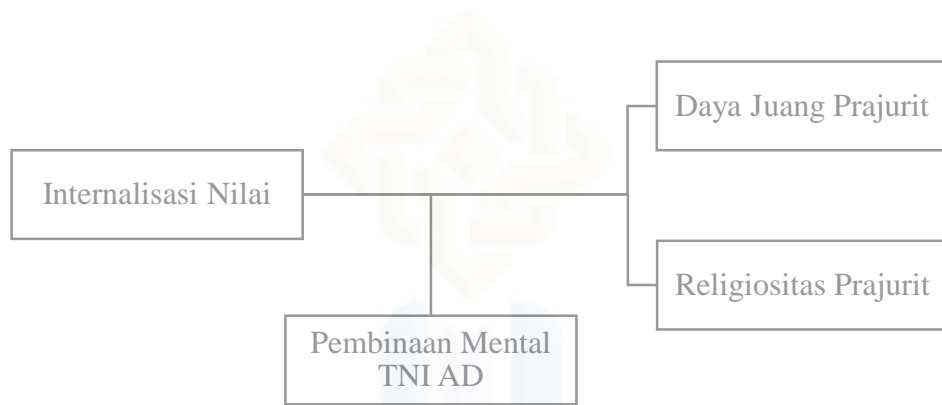 Daya Juang Prajurit
Internalisasi Nilai
Religiositas Prajurit
Pembinaan Mental
TNI AD